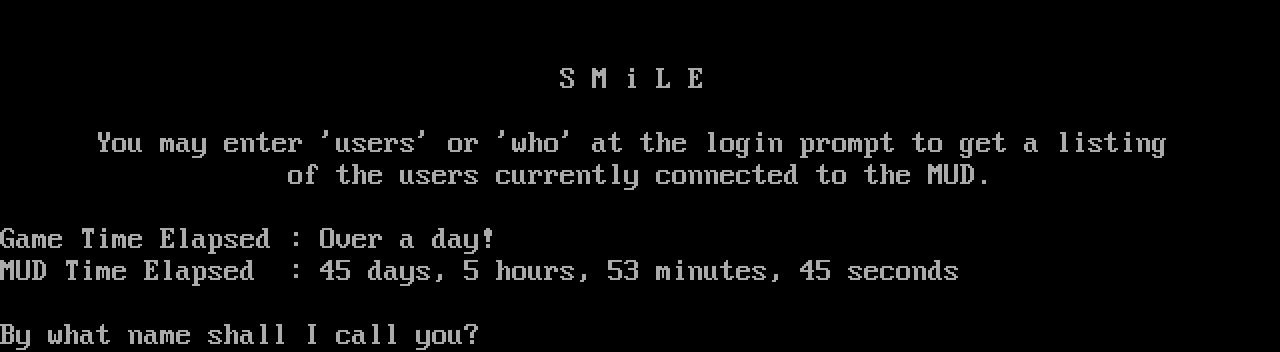 S M i L E
You may enter 'users' or 'who' at the login prompt to get a listing
of the users currently connected to the MUD.
Game Time Elapsed : Over a day!
MUD Time Elapsed  : 45 days, 5 hours, 53 minutes, 45 seconds
By what name shall I call you?